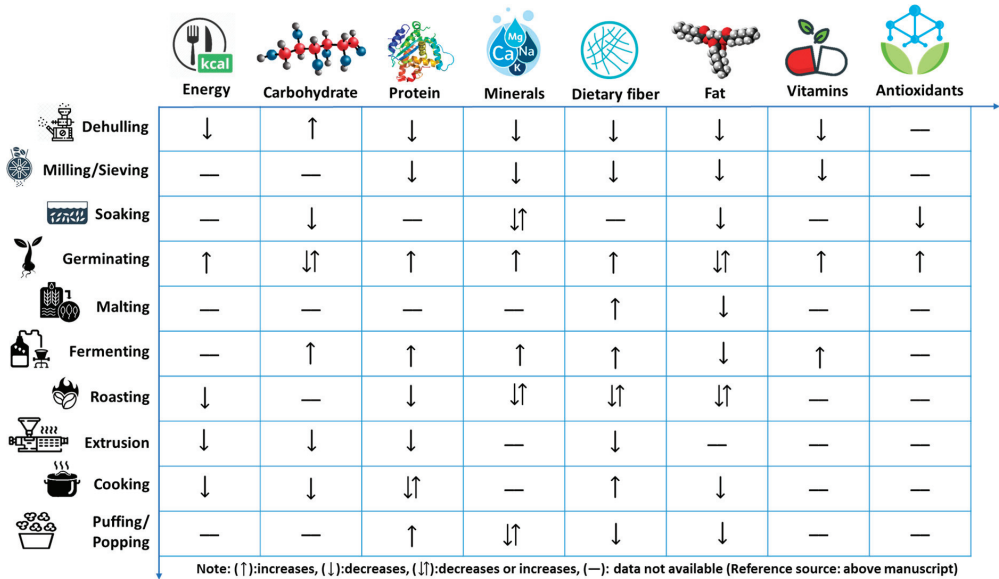 kcal
Mg
Ca Na
K
Energy Carbohydrate Protein Minerals Dietary fiber Fat Vitamins Antioxidants
Dehulling ↓ ↑ ↓ ↓ ↓ ↓ ↓ —
Milling/Sieving — — ↓ ↓ ↓ ↓ ↓ —
Soaking — ↓ — ↓↑ — ↓ — ↓
Germinating ↑ ↓↑ ↑ ↑ ↑ ↓↑ ↑ ↑
Malting — — — — ↑ ↓ — —
Fermenting — ↑ ↑ ↑ ↑ ↓ ↑ —
Roasting ↓ — ↓ ↓↑ ↓↑ ↓↑ — —
Extrusion ↓ ↓ ↓ — ↓ — — —
Cooking ↓ ↓ ↓↑ — ↑ ↓ — —
Puffing/
Popping — — ↑ ↓↑ ↓ ↓ — —
Note: (↑):increases, (↓):decreases, (↓↑):decreases or increases, (—): data not available (Reference source: above manuscript)